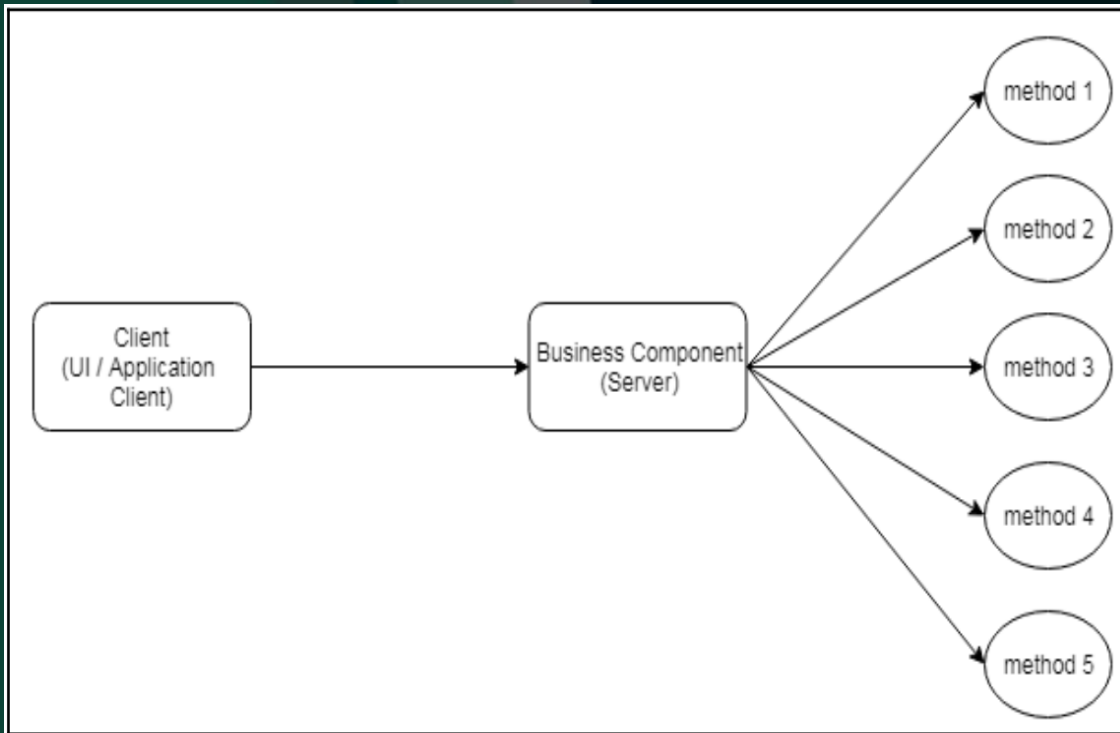 method 1
method 2
Client
(UI / Application
Client)
Business Component
(Server)
method 3
method 4
method 5